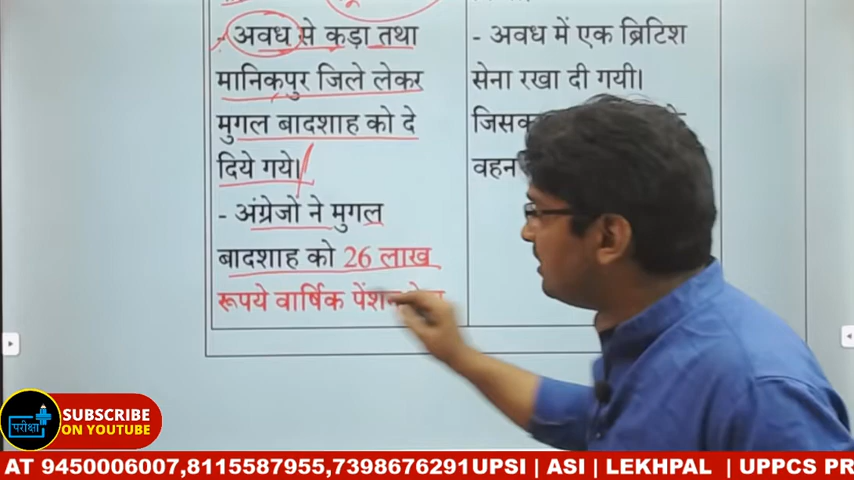 - अवध से कड़ा तथा
मानिकपुर जिले लेकर
मुगल बादशाह को दे
दिये गये।
- अंग्रेजों ने मुगल
बादशाह को 26 लाख
रूपये वार्षिक पेंशन
- अवध में एक ब्रिटिश
सेना रखा दी गयी।
वहन
परीक्षा
SUBSCRIBE
ON YOUTUBE
AT 9450006007,8115587955,7398676291UPSI | ASI | LEKHPAL | UPPCS PR